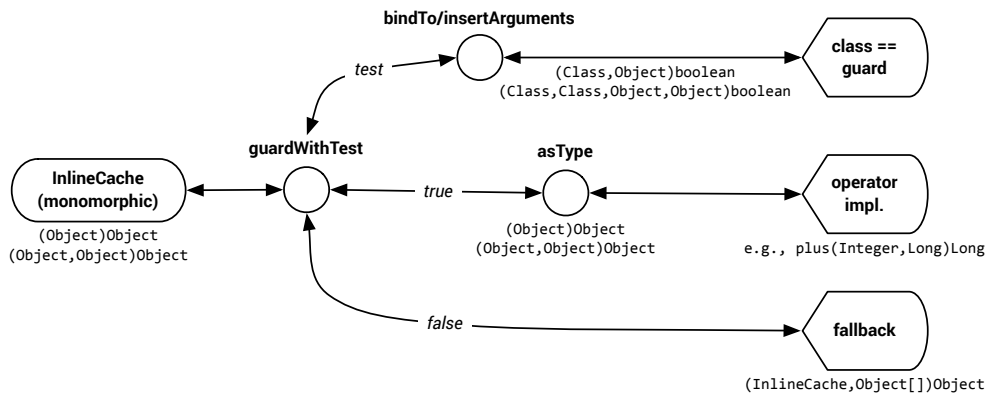 bindTo/insertArguments
class ==
guard
test
(Class,Object)boolean
(Class,Class,Object,Object)boolean
guardWithTest
asType
InlineCache
(monomorphic)
true
operator
impl.
(Object)Object
(Object,Object)Object
(Object)Object
(Object,Object)Object
e.g., plus(Integer,Long)Long
false
fallback
(InlineCache,Object[])Object